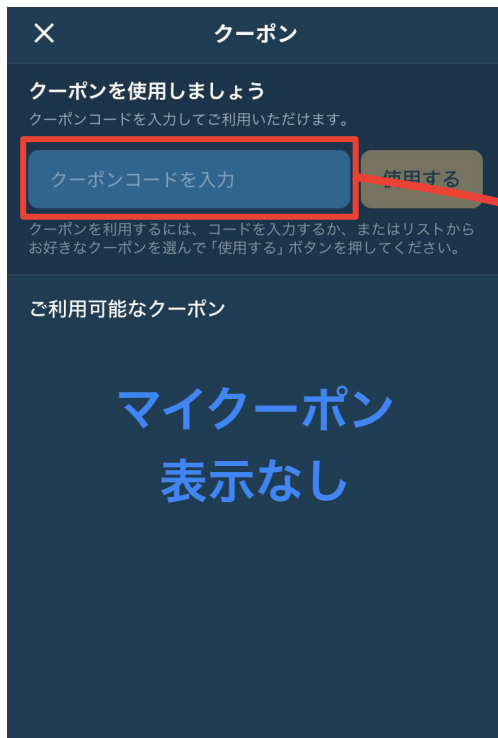 クーポン
クーポンを使用しましょう
クーポンコードを入力してご利用いただけます。
クーポンコードを入力
使用する
クーポンを利用するには、コードを入力するか、またはリストから
お好きなクーポンを選んで「使用する」ボタンを押してください。
ご利用可能なクーポン
マイクーポン
表示なし